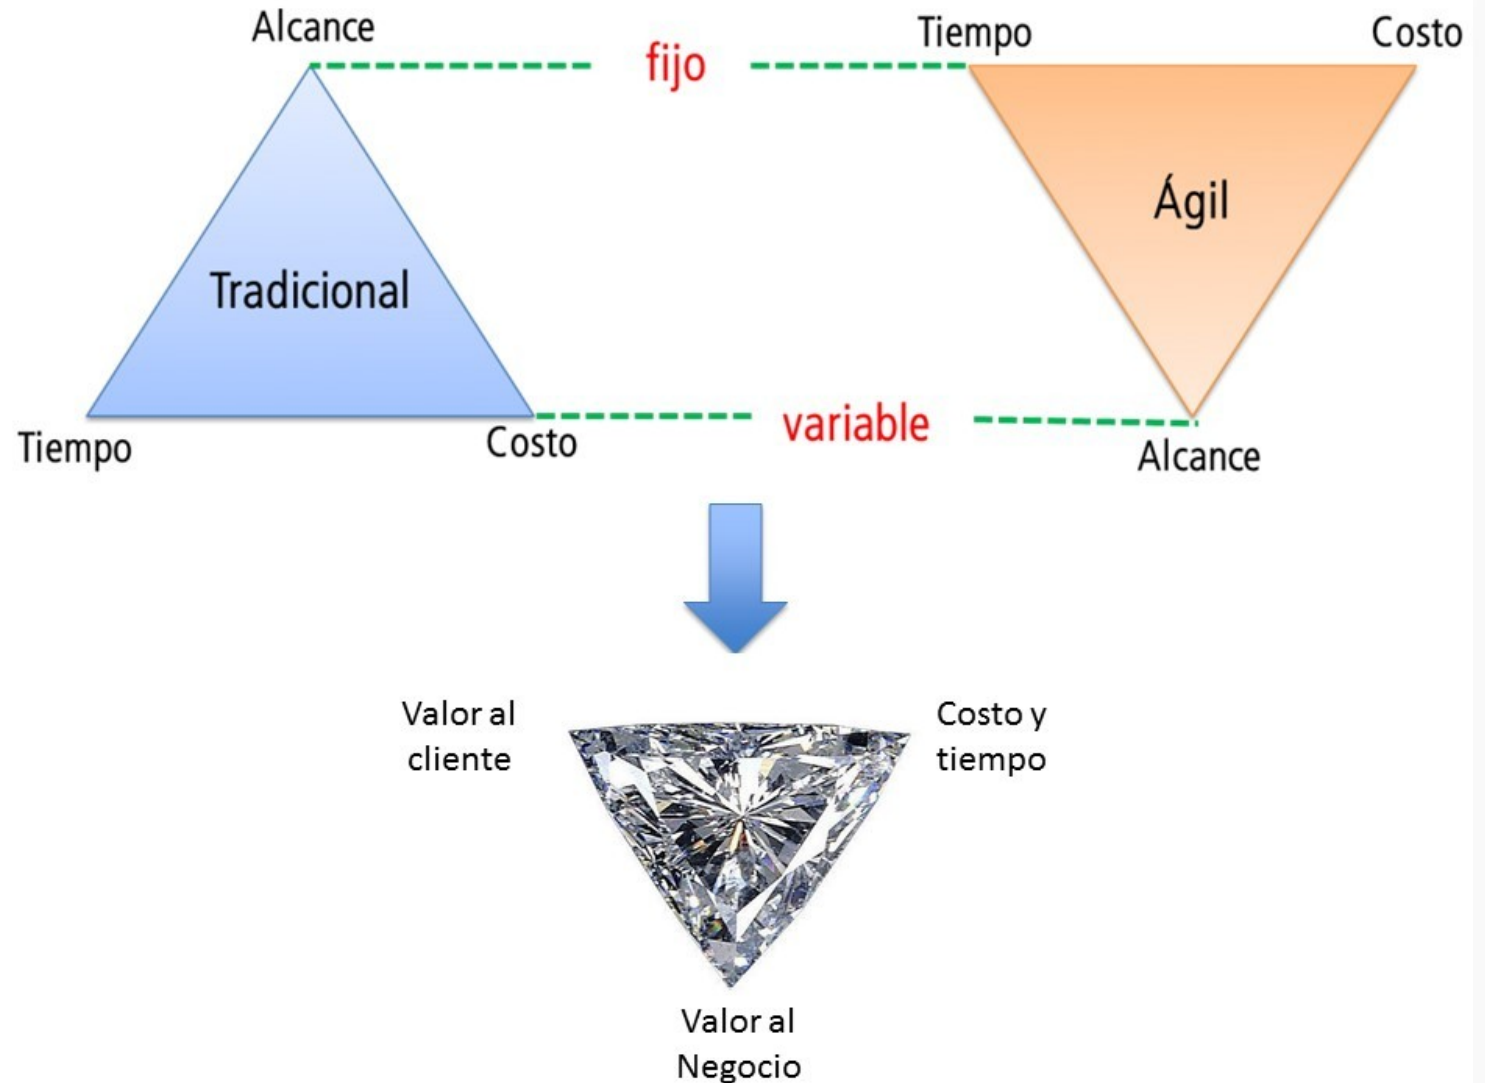 Alcance
fijo
Tiempo
Costo
Tradicional
Ágil
Tiempo
Costo
variable
Alcance
Valor al
cliente
Costo y
tiempo
Valor al
Negocio